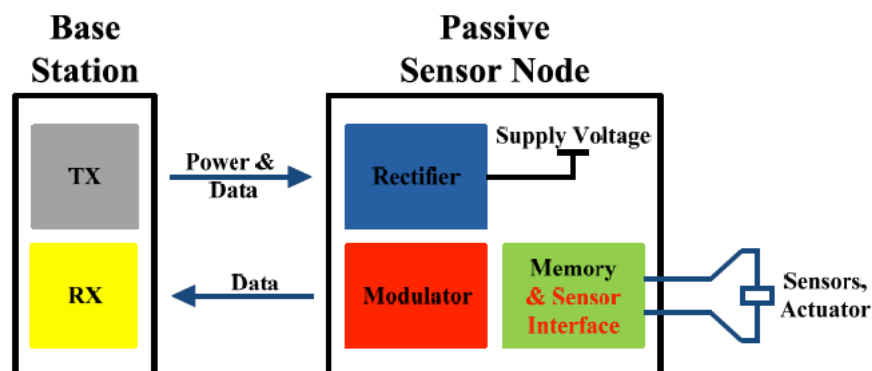 Base
Station
Passive
Sensor Node
TX
Power &
Data
Rectifier
Supply Voltage
RX
Data
Modulator
Memory
& Sensor
Interface
Sensors,
Actuator